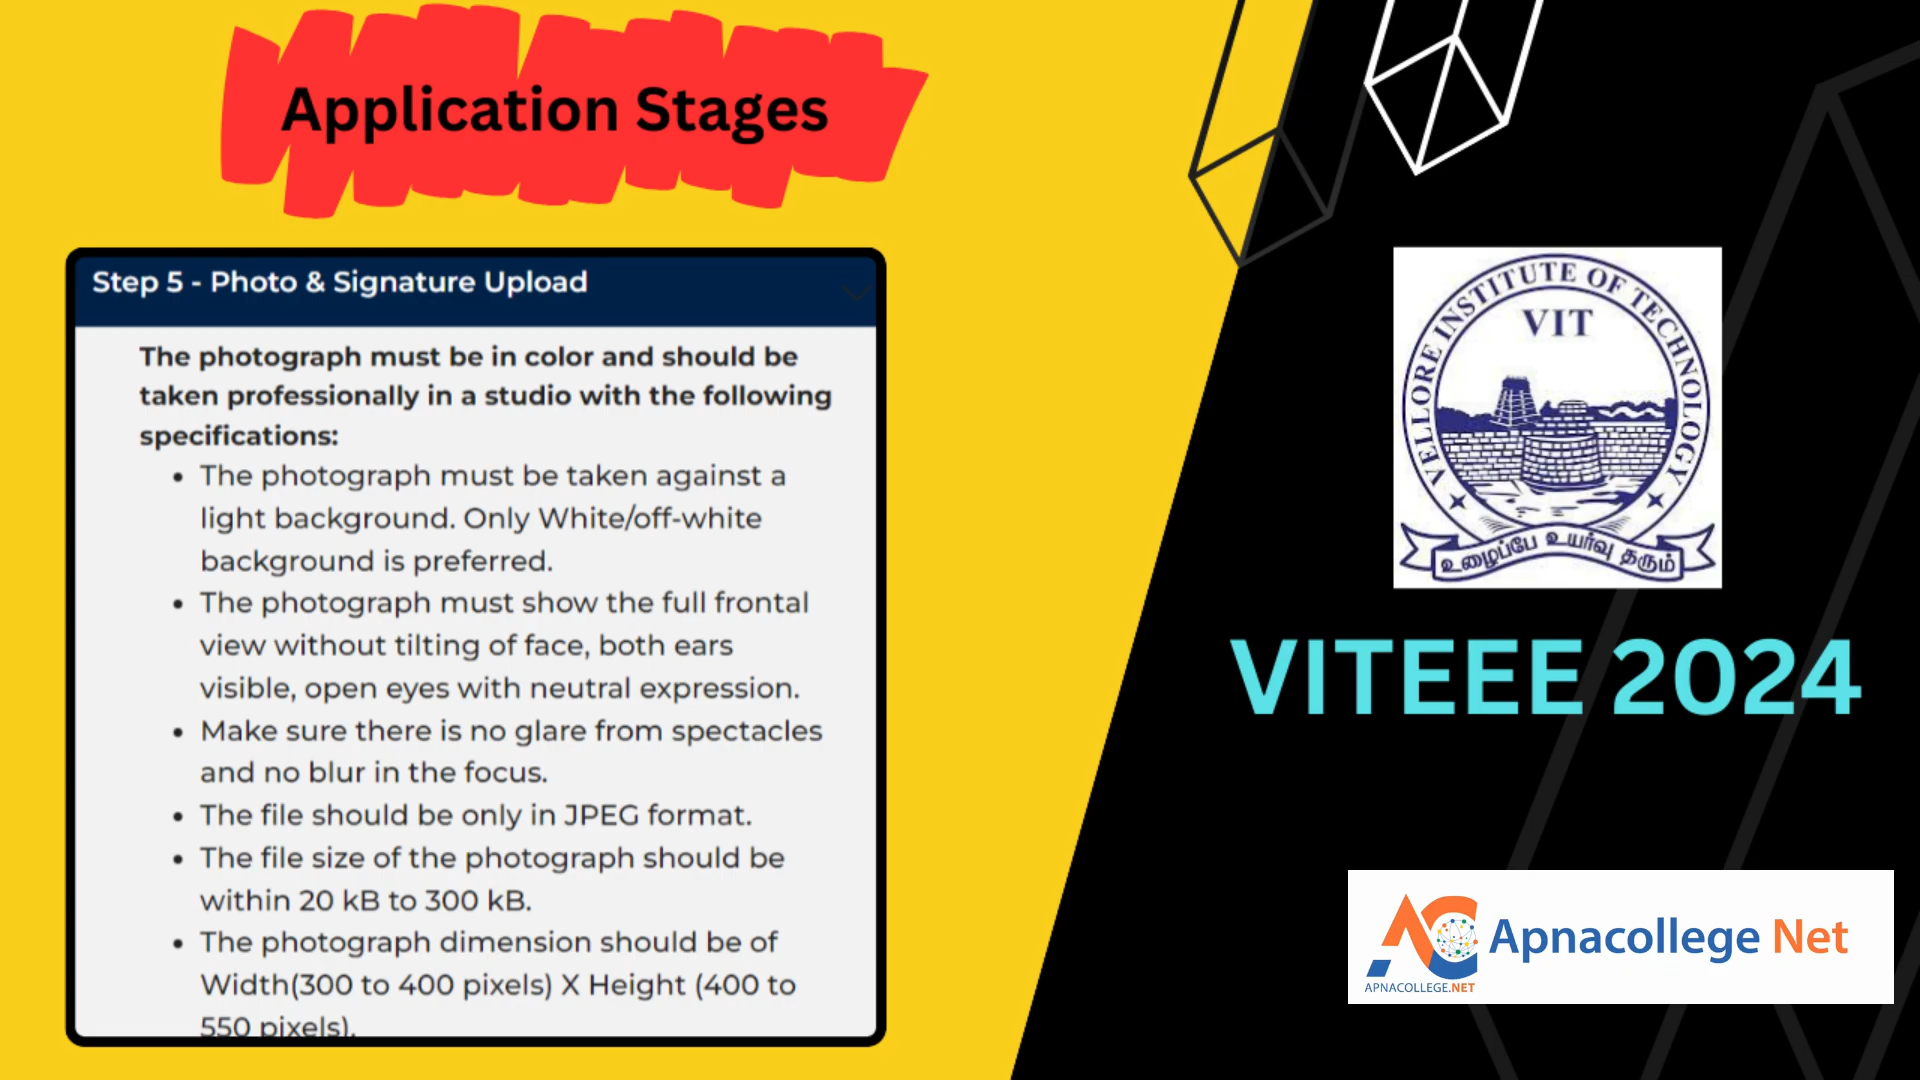 Application Stages
Step 5 - Photo & Signature Upload
The photograph must be in color and should be
taken professionally in a studio with the following
specifications:
• The photograph must be taken against a
light background. Only White/off-white
background is preferred.
• The photograph must show the full frontal
view without tilting of face, both ears
visible, open eyes with neutral expression.
• Make sure there is no glare from spectacles
and no blur in the focus.
• The file should be only in JPEG format.
• The file size of the photograph should be
within 20 kB to 300 kB.
• The photograph dimension should be of
Width(300 to 400 pixels) X Height (400 to
550 pixels).
VELLORE INSTITUTE OF TECHNOLOGY
VIT
உழைப்பே உயர்வு தரும்
VITEEE 2024
Apnacollege Net
APNACOLLEGE.NET